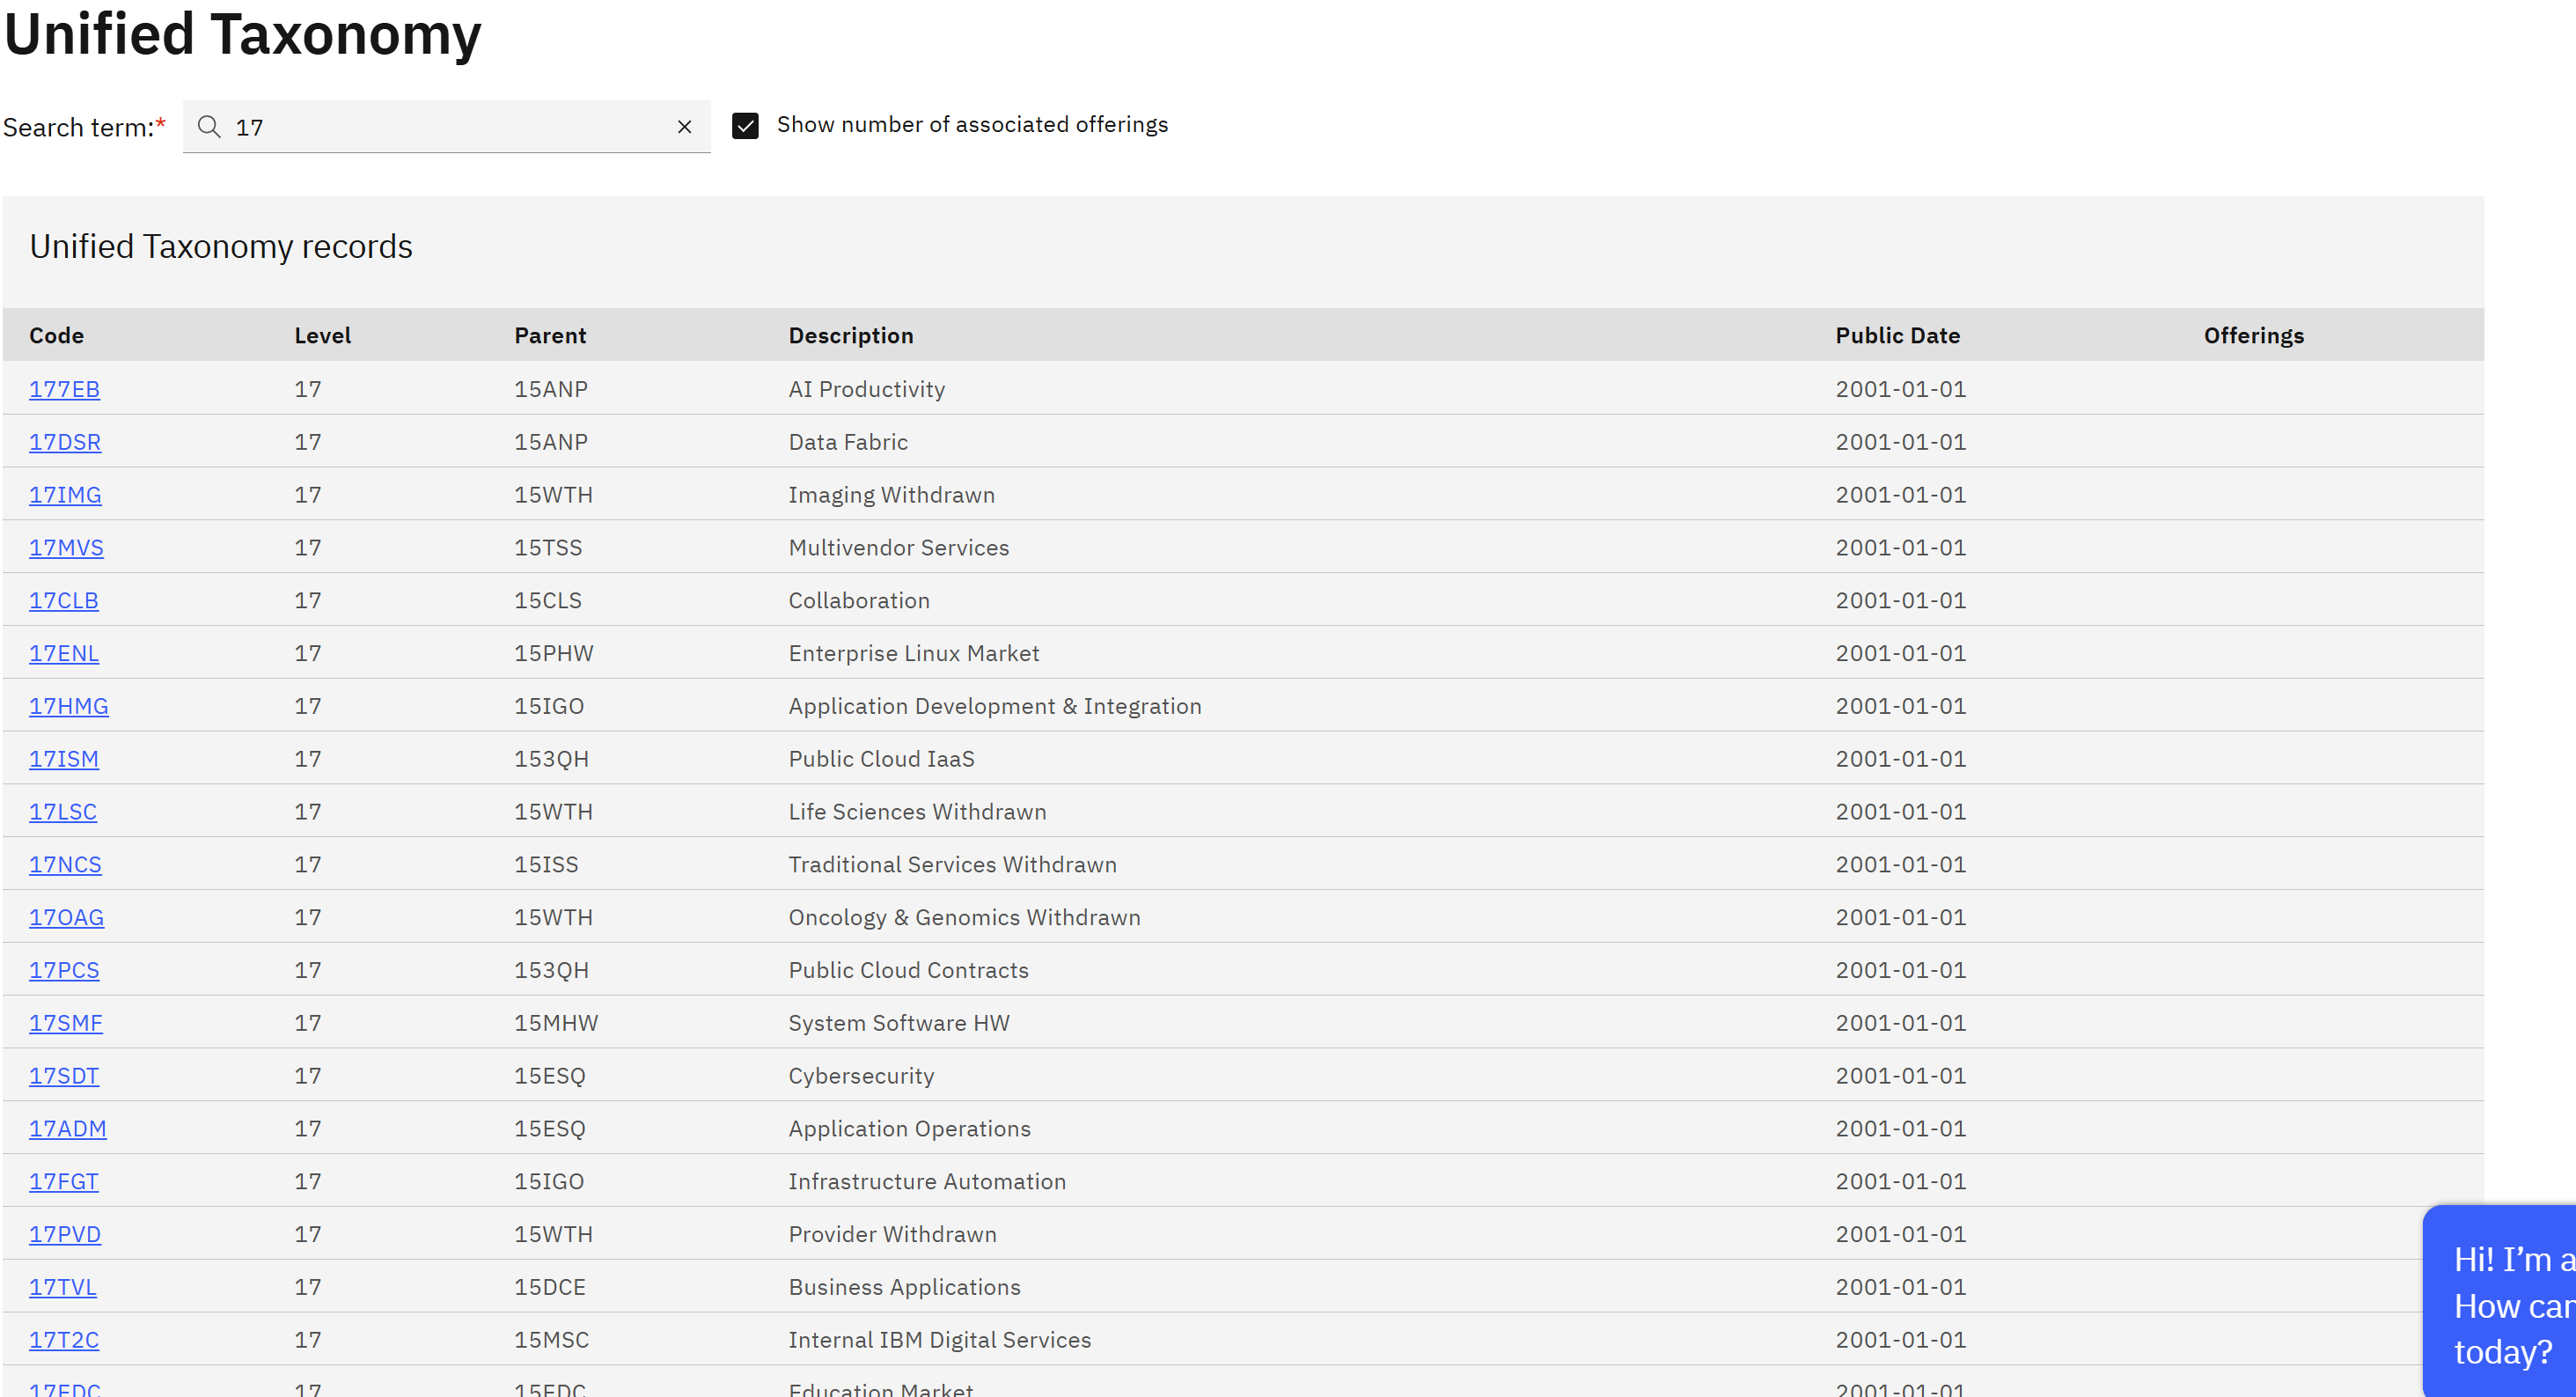 Unified Taxonomy
Search term:* 17 Show number of associated offerings
Unified Taxonomy records
Code Level Parent Description Public Date Offerings
177EB 17 15ANP AI Productivity 2001-01-01
17DSR 17 15ANP Data Fabric 2001-01-01
17IMG 17 15WTH Imaging Withdrawn 2001-01-01
17MVS 17 15TSS Multivendor Services 2001-01-01
17CLB 17 15CLS Collaboration 2001-01-01
17ENL 17 15PHW Enterprise Linux Market 2001-01-01
17HMG 17 15IGO Application Development & Integration 2001-01-01
17ISM 17 153QH Public Cloud IaaS 2001-01-01
17LSC 17 15WTH Life Sciences Withdrawn 2001-01-01
17NCS 17 15ISS Traditional Services Withdrawn 2001-01-01
17OAG 17 15WTH Oncology & Genomics Withdrawn 2001-01-01
17PCS 17 153QH Public Cloud Contracts 2001-01-01
17SMF 17 15MHW System Software HW 2001-01-01
17SDT 17 15ESQ Cybersecurity 2001-01-01
17ADM 17 15ESQ Application Operations 2001-01-01
17FGT 17 15IGO Infrastructure Automation 2001-01-01
17PVD 17 15WTH Provider Withdrawn 2001-01-01
17TVL 17 15DCE Business Applications 2001-01-01
17T2C 17 15MSC Internal IBM Digital Services 2001-01-01
17EDC 17 15EDC Education Market 2001-01-01
Hi! I'm a
How can
today?